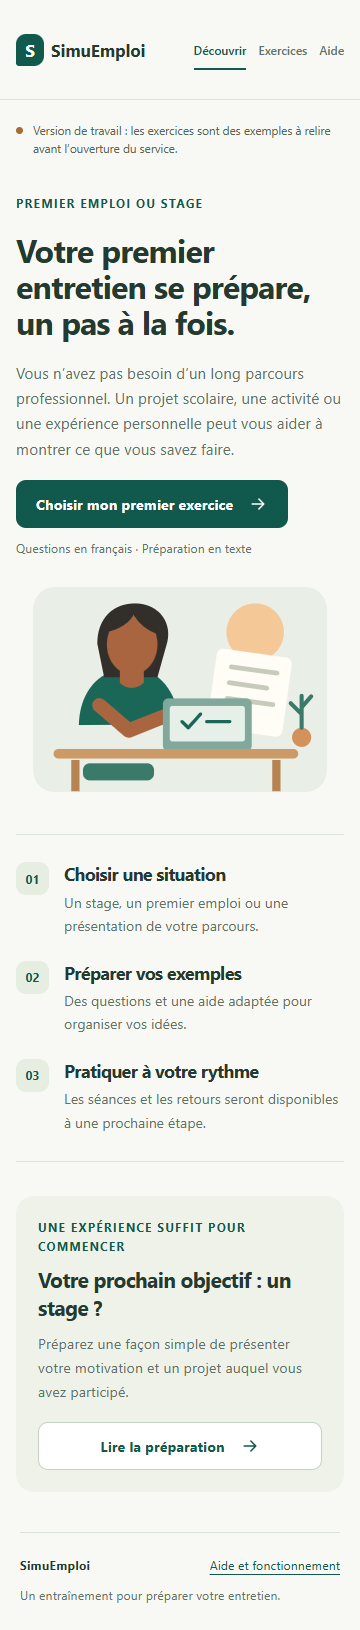 S SimuEmploi Découvrir Exercices Aide
Version de travail : les exercices sont des exemples à relire
avant l’ouverture du service.
PREMIER EMPLOI OU STAGE
Votre premier
entretien se prépare,
un pas à la fois.
Vous n’avez pas besoin d’un long parcours
professionnel. Un projet scolaire, une activité ou
une expérience personnelle peut vous aider à
montrer ce que vous savez faire.
Choisir mon premier exercice →
Questions en français · Préparation en texte
01 Choisir une situation
Un stage, un premier emploi ou une
présentation de votre parcours.
02 Préparer vos exemples
Des questions et une aide adaptée pour
organiser vos idées.
03 Pratiquer à votre rythme
Les séances et les retours seront disponibles
à une prochaine étape.
UNE EXPÉRIENCE SUFFIT POUR
COMMENCER
Votre prochain objectif : un
stage ?
Préparez une façon simple de présenter
votre motivation et un projet auquel vous
avez participé.
Lire la préparation →
SimuEmploi Aide et fonctionnement
Un entraînement pour préparer votre entretien.